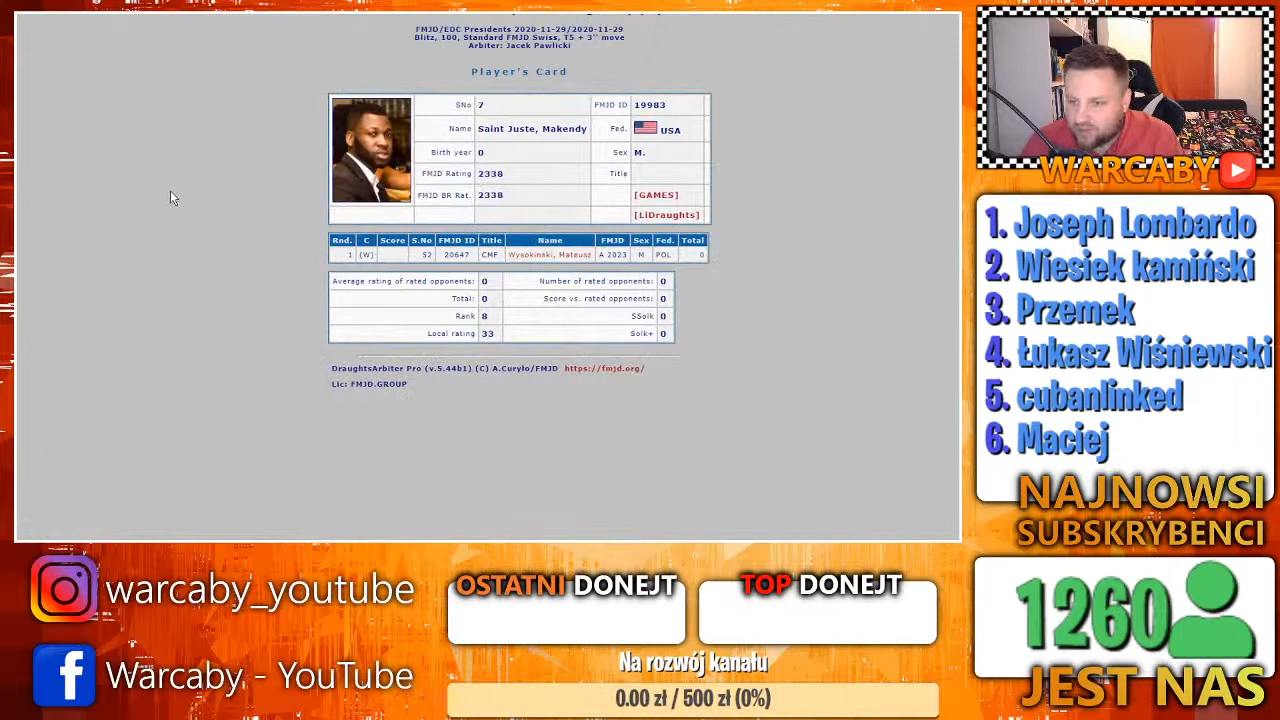 FMJD/EDC Presidents 2020-11-29/2020-11-29
Blitz, 100, Standard FMJD Swiss, T5 + 3'' move
Arbiter: Jacek Pawlicki
Player's Card
SNo 7 FMJD ID 19983
Name Saint Juste, Makendy Fed. USA
Birth year 0 Sex M.
FMJD Rating 2338 Title
FMJD BR Rat. 2338 [GAMES]
[LiDraughts]
Rnd. C Score S.No FMJD ID Title Name FMJD Sex Fed. Total
1 (W) 52 20647 CMF Wysokiński, Mateusz A 2023 M POL 0
Average rating of rated opponents: 0 Number of rated opponents: 0
Total: 0 Score vs. rated opponents: 0
Rank 8 SSolk 0
Local rating 33 Solk+ 0
DraughtsArbiter Pro (v.5.44b1) (C) A.Curyło/FMJD https://fmjd.org/
Lic: FMJD.GROUP
WARCABY
1. Joseph Lombardo
2. Wiesiek kamiński
3. Przemek
4. Łukasz Wiśniewski
5. cubanlinked
6. Maciej
NAJNOWSI
SUBSKRYBENCI
1260
JEST NAS
warcaby_youtube
Warcaby - YouTube
OSTATNI DONEJT
TOP DONEJT
Na rozwój kanału
0.00 zł / 500 zł (0%)